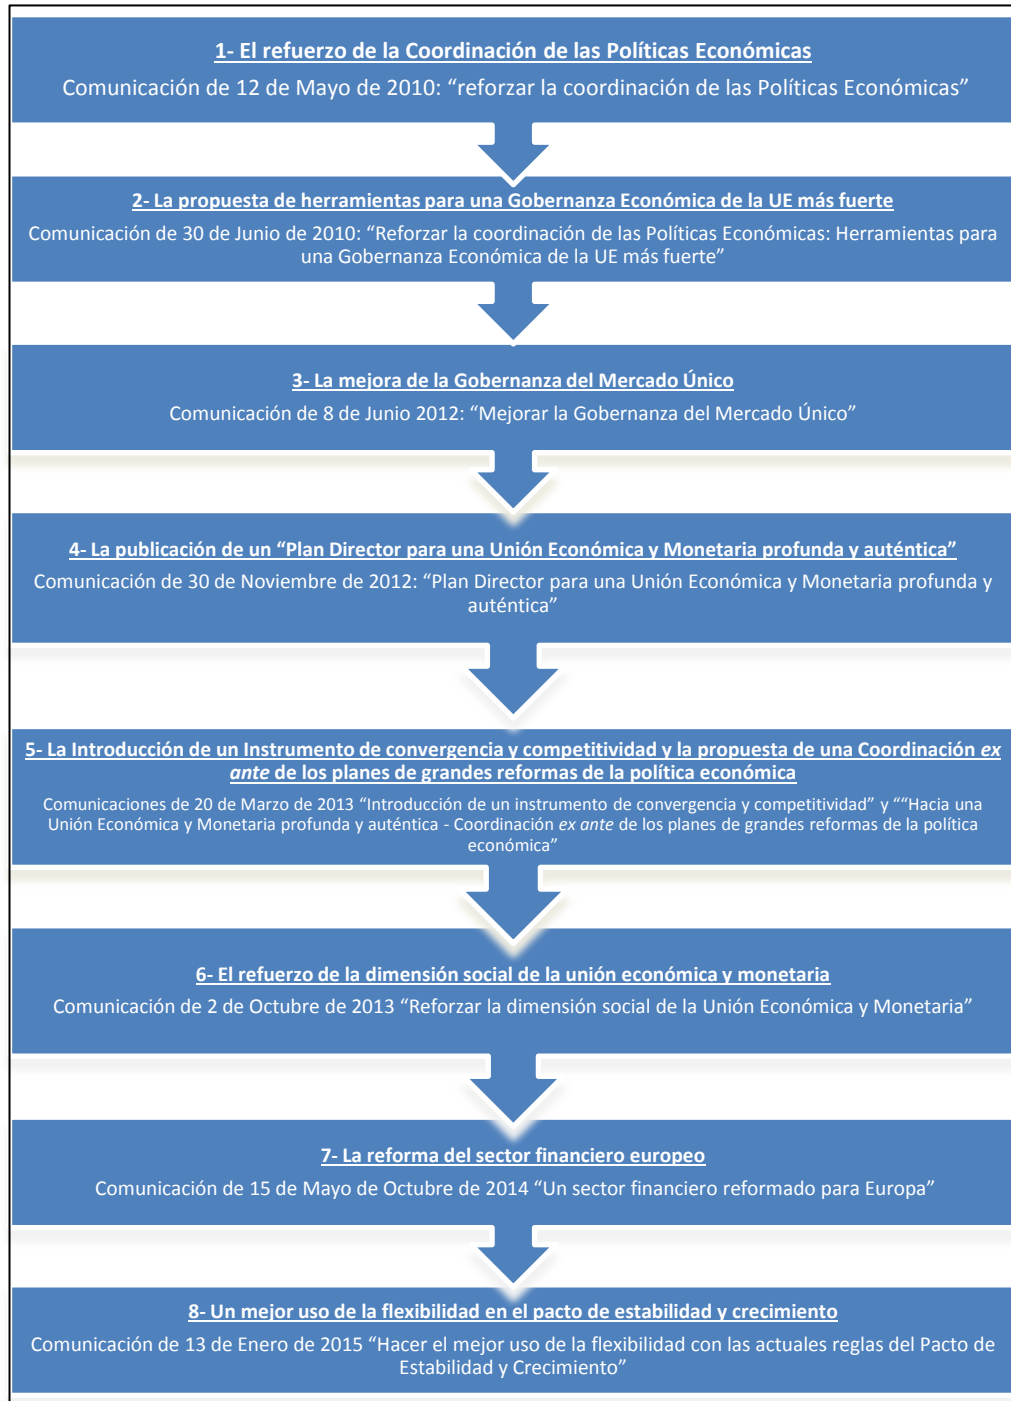 1- El refuerzo de la Coordinación de las Políticas Económicas
Comunicación de 12 de Mayo de 2010: “reforzar la coordinación de las Políticas Económicas”
2- La propuesta de herramientas para una Gobernanza Económica de la UE más fuerte
Comunicación de 30 de Junio de 2010: “Reforzar la coordinación de las Políticas Económicas: Herramientas para
una Gobernanza Económica de la UE más fuerte”
3- La mejora de la Gobernanza del Mercado Único
Comunicación de 8 de Junio 2012: “Mejorar la Gobernanza del Mercado Único”
4- La publicación de un “Plan Director para una Unión Económica y Monetaria profunda y auténtica”
Comunicación de 30 de Noviembre de 2012: “Plan Director para una Unión Económica y Monetaria profunda y
auténtica”
5- La Introducción de un Instrumento de convergencia y competitividad y la propuesta de una Coordinación ex
ante de los planes de grandes reformas de la política económica
Comunicaciones de 20 de Marzo de 2013 “Introducción de un instrumento de convergencia y competitividad” y ““Hacia una
Unión Económica y Monetaria profunda y auténtica - Coordinación ex ante de los planes de grandes reformas de la política
económica”
6- El refuerzo de la dimensión social de la unión económica y monetaria
Comunicación de 2 de Octubre de 2013 “Reforzar la dimensión social de la Unión Económica y Monetaria”
7- La reforma del sector financiero europeo
Comunicación de 15 de Mayo de Octubre de 2014 “Un sector financiero reformado para Europa”
8- Un mejor uso de la flexibilidad en el pacto de estabilidad y crecimiento
Comunicación de 13 de Enero de 2015 “Hacer el mejor uso de la flexibilidad con las actuales reglas del Pacto de
Estabilidad y Crecimiento”